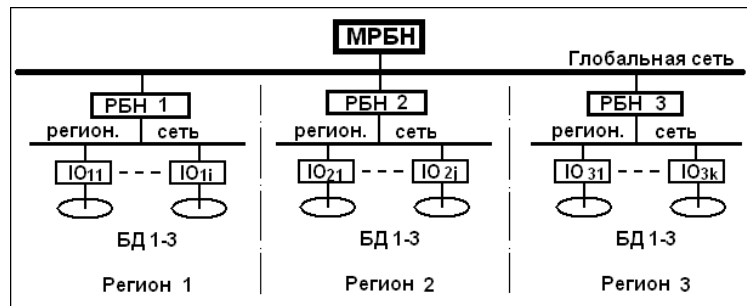 МРБН
Глобальная сеть
РБН 1 РБН 2 РБН 3
регион. сеть регион. сеть регион. сеть
IO11 IO1i IO21 IO2j IO31 IO3k
БД 1-3 БД 1-3 БД 1-3
Регион 1 Регион 2 Регион 3